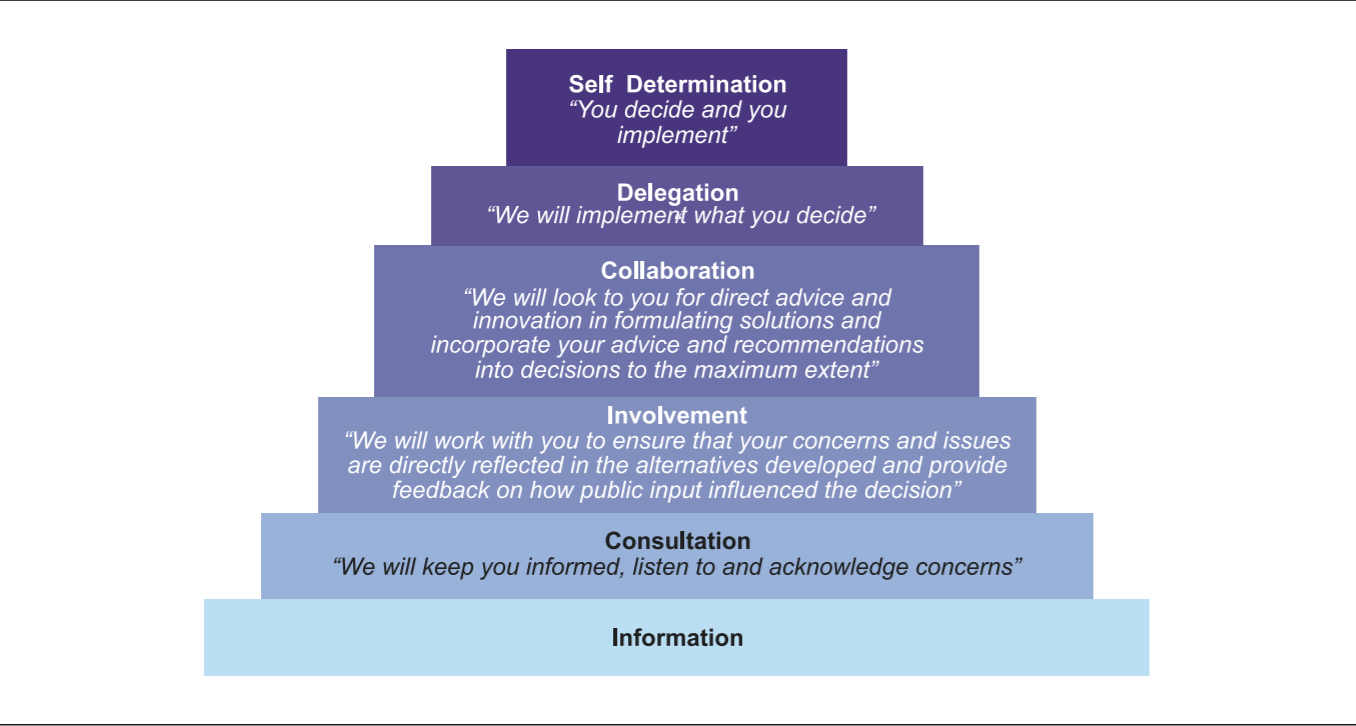 Self Determination
“You decide and you
implement”
Delegation
“We will implement what you decide”
Collaboration
“We will look to you for direct advice and
innovation in formulating solutions and
incorporate your advice and recommendations
into decisions to the maximum extent”
Involvement
“We will work with you to ensure that your concerns and issues
are directly reflected in the alternatives developed and provide
feedback on how public input influenced the decision”
Consultation
“We will keep you informed, listen to and acknowledge concerns”
Information